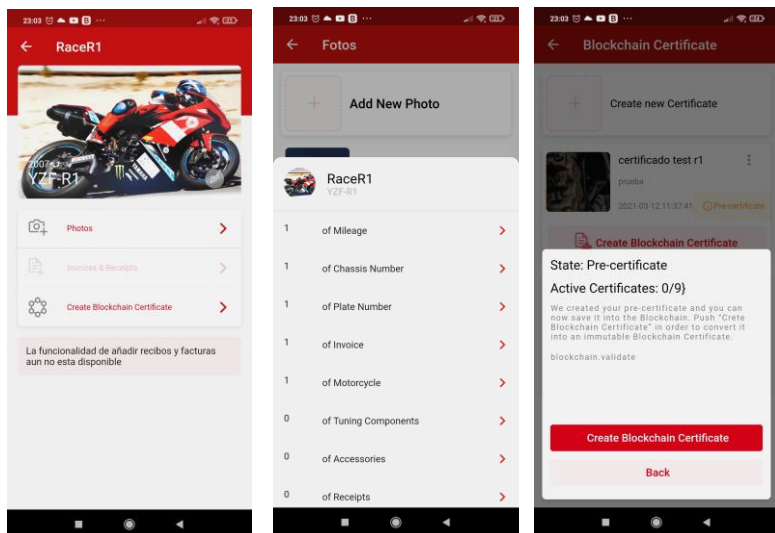 23:03
RaceR1
2007
YZF-R1
Photos
Invoices & Receipts
Create Blockchain Certificate
La funcionalidad de añadir recibos y facturas
aun no esta disponible
23:03
Fotos
Add New Photo
RaceR1
YZF-R1
1 of Mileage
1 of Chassis Number
1 of Plate Number
1 of Invoice
1 of Motorcycle
0 of Tuning Components
0 of Accessories
0 of Receipts
23:03
Blockchain Certificate
Create new Certificate
certificado test r1
prueba
2021-03-12 11:37:41 Pre-certificate
Create Blockchain Certificate
State: Pre-certificate
Active Certificates: 0/9}
We created your pre-certificate and you can
now save it into the Blockchain. Push "Crete
Blockchain Certificate" in order to convert it
into an immutable Blockchain Certificate.
blockchain.validate
Create Blockchain Certificate
Back